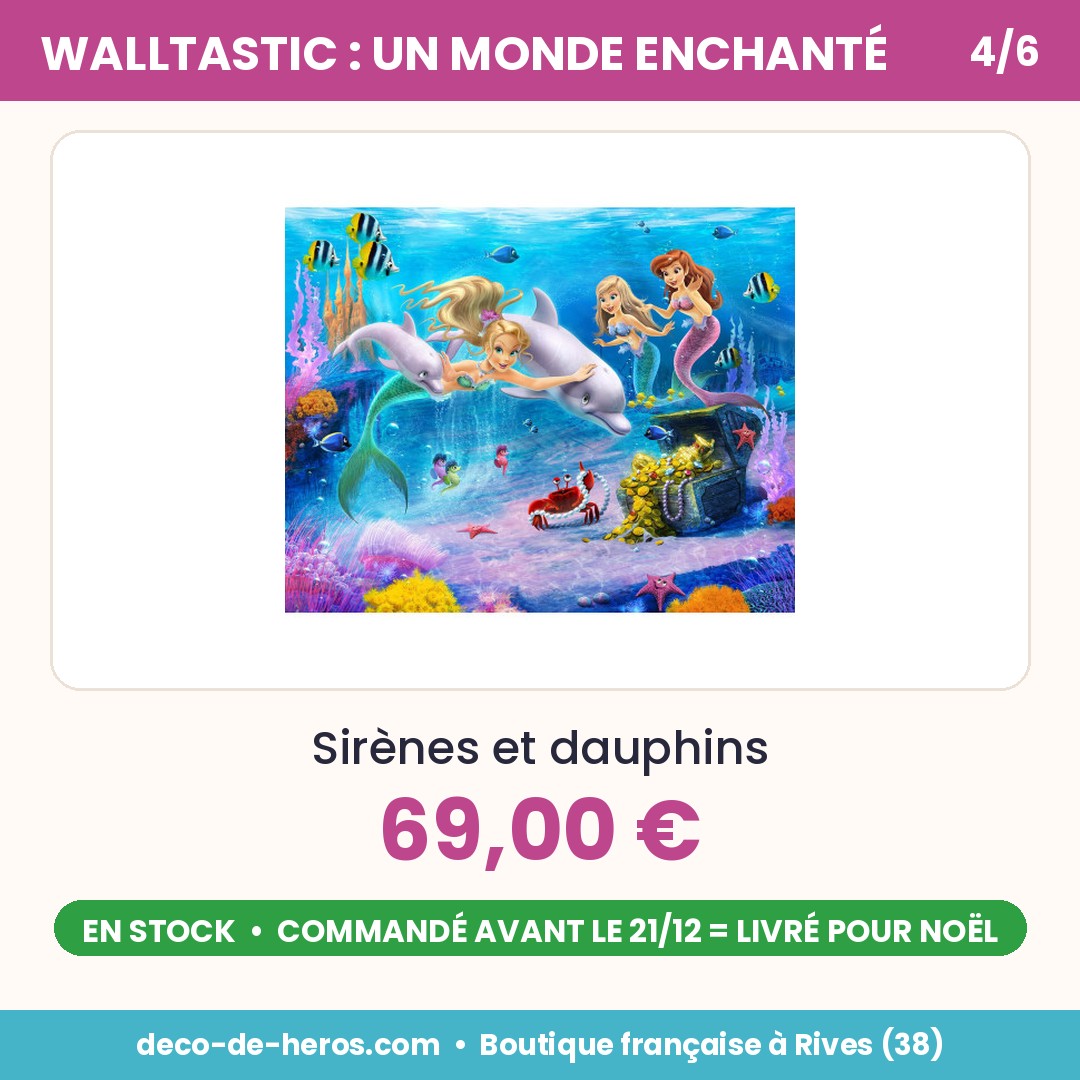 WALLTASTIC : UN MONDE ENCHANTÉ 4/6
Sirènes et dauphins
69,00 €
EN STOCK • COMMANDÉ AVANT LE 21/12 = LIVRÉ POUR NOËL
deco-de-heros.com • Boutique française à Rives (38)